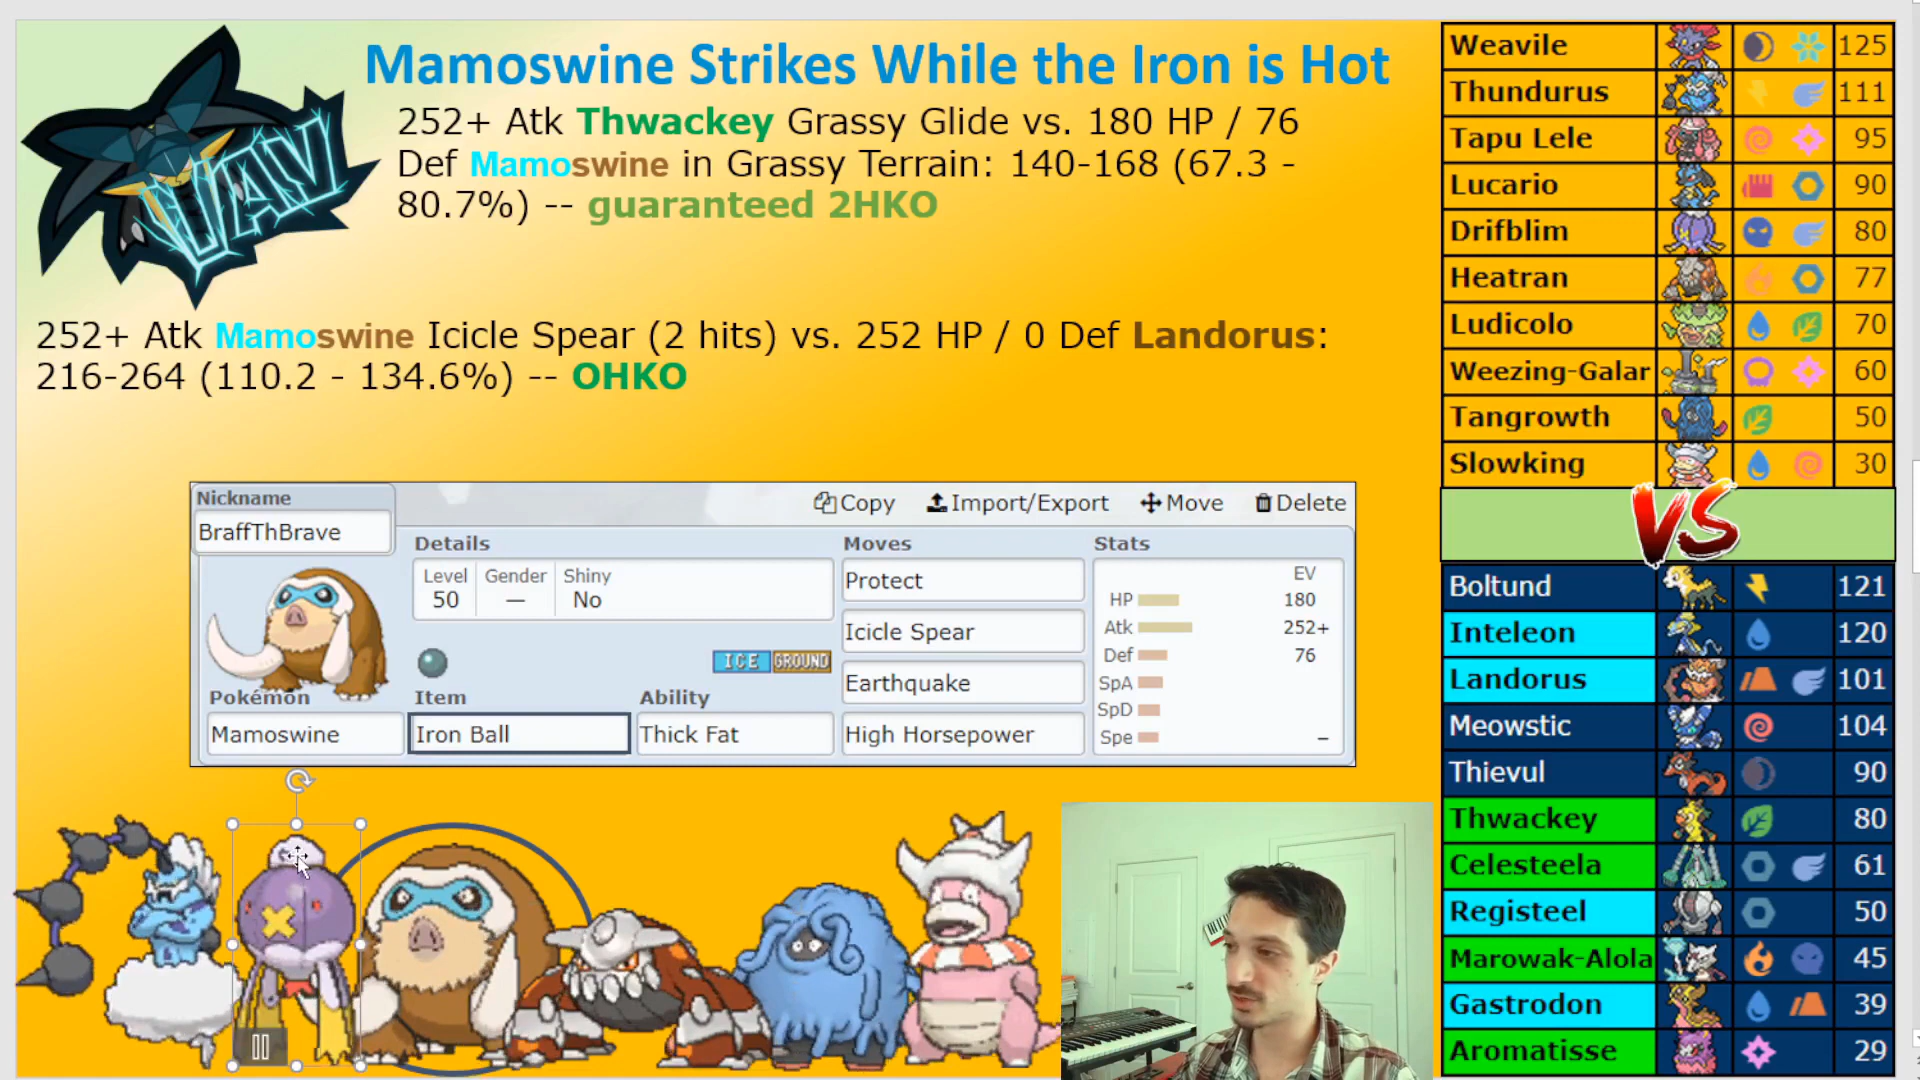 Mamoswine Strikes While the Iron is Hot
252+ Atk Thwackey Grassy Glide vs. 180 HP / 76
Def Mamoswine in Grassy Terrain: 140-168 (67.3 -
80.7%) -- guaranteed 2HKO
252+ Atk Mamoswine Icicle Spear (2 hits) vs. 252 HP / 0 Def Landorus:
216-264 (110.2 - 134.6%) -- OHKO
Nickname
BraffThBrave
Copy Import/Export Move Delete
Details
Level Gender Shiny
50 — No
ICE GROUND
Pokémon Item Ability
Mamoswine Iron Ball Thick Fat
Moves
Protect
Icicle Spear
Earthquake
High Horsepower
Stats
EV
HP 180
Atk 252+
Def 76
SpA
SpD
Spe –
Weavile 125
Thundurus 111
Tapu Lele 95
Lucario 90
Drifblim 80
Heatran 77
Ludicolo 70
Weezing-Galar 60
Tangrowth 50
Slowking 30
VS
Boltund 121
Inteleon 120
Landorus 101
Meowstic 104
Thievul 90
Thwackey 80
Celesteela 61
Registeel 50
Marowak-Alola 45
Gastrodon 39
Aromatisse 29